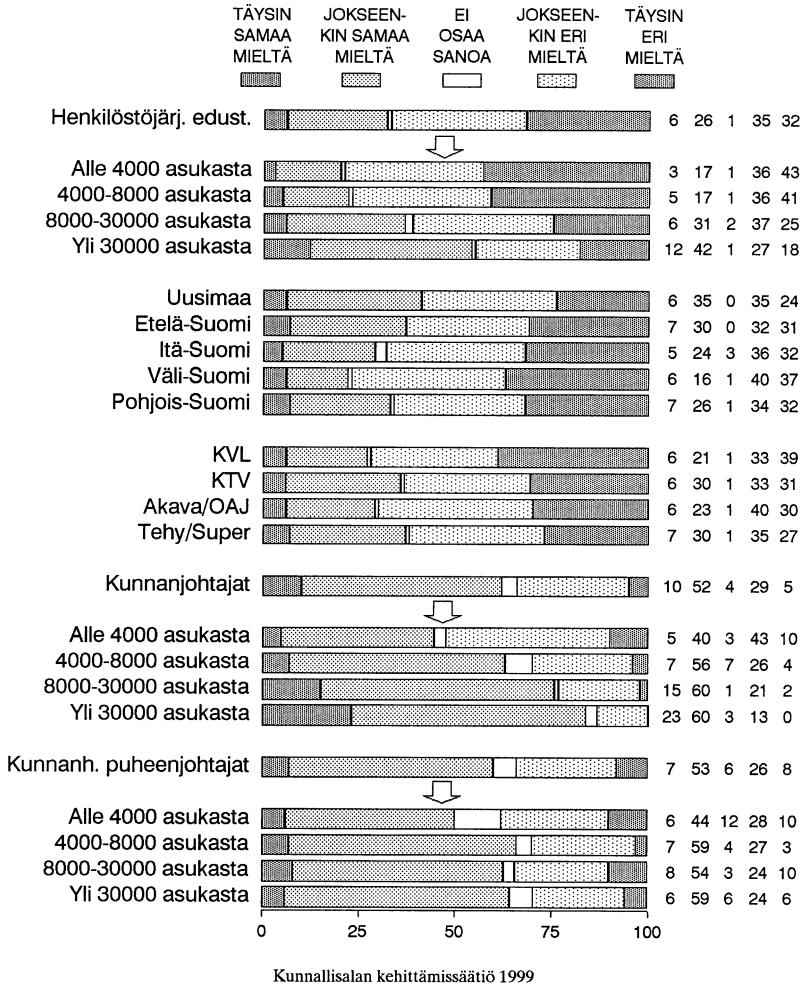 TÄYSIN JOKSEEN- EI JOKSEEN- TÄYSIN
SAMAA KIN SAMAA OSAA KIN ERI ERI
MIELTÄ MIELTÄ SANOA MIELTÄ MIELTÄ
Henkilöstöjärj. edust. 6 26 1 35 32
Alle 4000 asukasta 3 17 1 36 43
4000-8000 asukasta 5 17 1 36 41
8000-30000 asukasta 6 31 2 37 25
Yli 30000 asukasta 12 42 1 27 18
Uusimaa 6 35 0 35 24
Etelä-Suomi 7 30 0 32 31
Itä-Suomi 5 24 3 36 32
Väli-Suomi 6 16 1 40 37
Pohjois-Suomi 7 26 1 34 32
KVL 6 21 1 33 39
KTV 6 30 1 33 31
Akava/OAJ 6 23 1 40 30
Tehy/Super 7 30 1 35 27
Kunnanjohtajat 10 52 4 29 5
Alle 4000 asukasta 5 40 3 43 10
4000-8000 asukasta 7 56 7 26 4
8000-30000 asukasta 15 60 1 21 2
Yli 30000 asukasta 23 60 3 13 0
Kunnanh. puheenjohtajat 7 53 6 26 8
Alle 4000 asukasta 6 44 12 28 10
4000-8000 asukasta 7 59 4 27 3
8000-30000 asukasta 8 54 3 24 10
Yli 30000 asukasta 6 59 6 24 6
0 25 50 75 100
Kunnallisalan kehittämissäätiö 1999